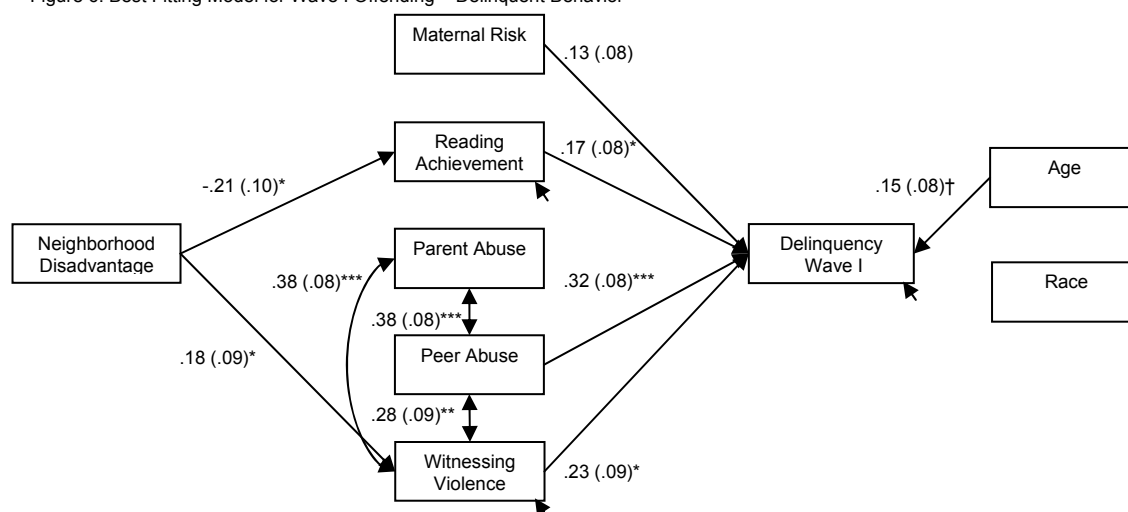 Figure 6. Best Fitting Model for Wave I Offending – Delinquent Behavior
Maternal Risk
.13 (.08)
Reading
Achievement
.17 (.08)*
Age
-.21 (.10)*
.15 (.08)†
Neighborhood
Disadvantage
Parent Abuse
Delinquency
Wave I
.38 (.08)***
.32 (.08)***
Race
.38 (.08)***
Peer Abuse
.18 (.09)*
.28 (.09)**
Witnessing
Violence
.23 (.09)*